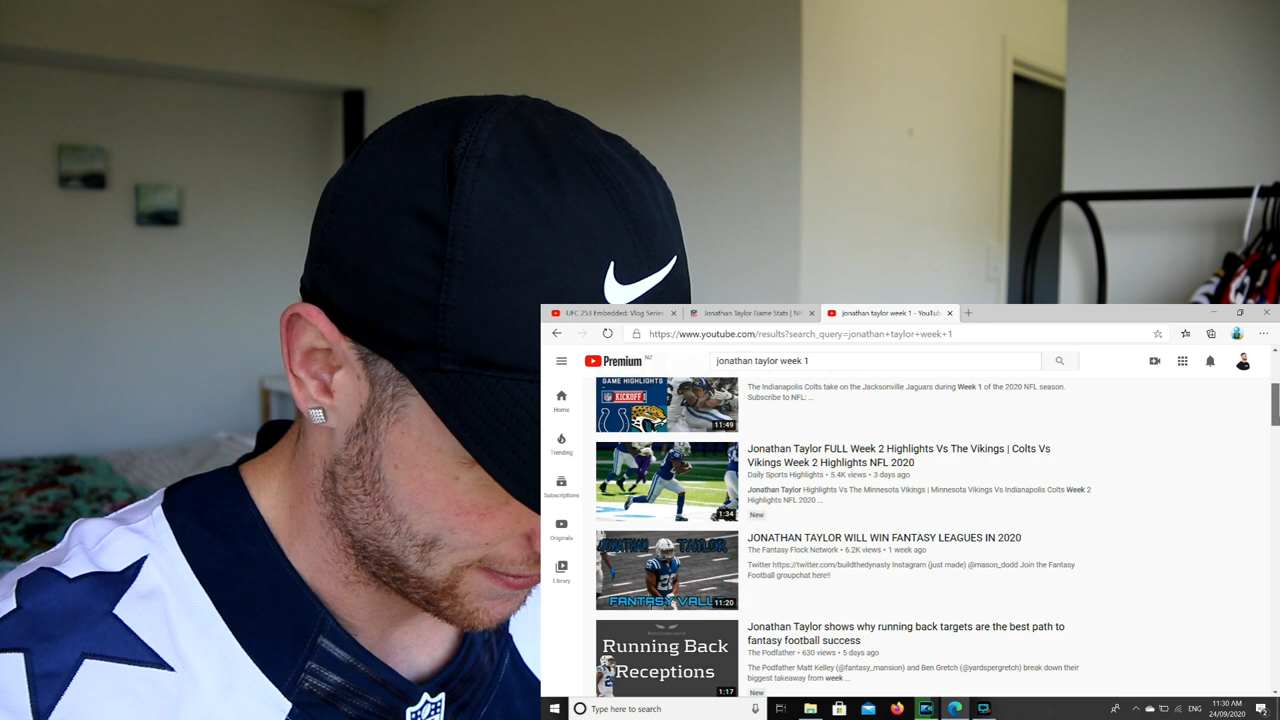 UFC 253 Embedded: Vlog Series
Jonathan Taylor Game Stats | NF
jonathan taylor week 1 - YouTub
https://www.youtube.com/results?search_query=jonathan+taylor+week+1
Premium NZ
jonathan taylor week 1
Home
Trending
Subscriptions
Originals
Library
GAME HIGHLIGHTS
NFL KICKOFF
11:49
The Indianapolis Colts take on the Jacksonville Jaguars during Week 1 of the 2020 NFL season.
Subscribe to NFL: ...
1:34
Jonathan Taylor FULL Week 2 Highlights Vs The Vikings | Colts Vs
Vikings Week 2 Highlights NFL 2020
Daily Sports Highlights • 5.4K views • 3 days ago
Jonathan Taylor Highlights Vs The Minnesota Vikings | Minnesota Vikings Vs Indianapolis Colts Week 2
Highlights NFL 2020 ...
New
JONATHAN TAYLOR
28
FANTASY VALU
11:20
JONATHAN TAYLOR WILL WIN FANTASY LEAGUES IN 2020
The Fantasy Flock Network • 6.2K views • 1 week ago
Twitter https://twitter.com/buildthedynasty Instagram (just made) @mason_dodd Join the Fantasy
Football groupchat here!!
Running Back
Receptions
1:17
Jonathan Taylor shows why running back targets are the best path to
fantasy football success
The Podfather • 630 views • 5 days ago
The Podfather Matt Kelley (@fantasy_mansion) and Ben Gretch (@yardspergretch) break down their
biggest takeaway from week ...
New
Type here to search
ENG
11:30 AM
24/09/2020
NFL